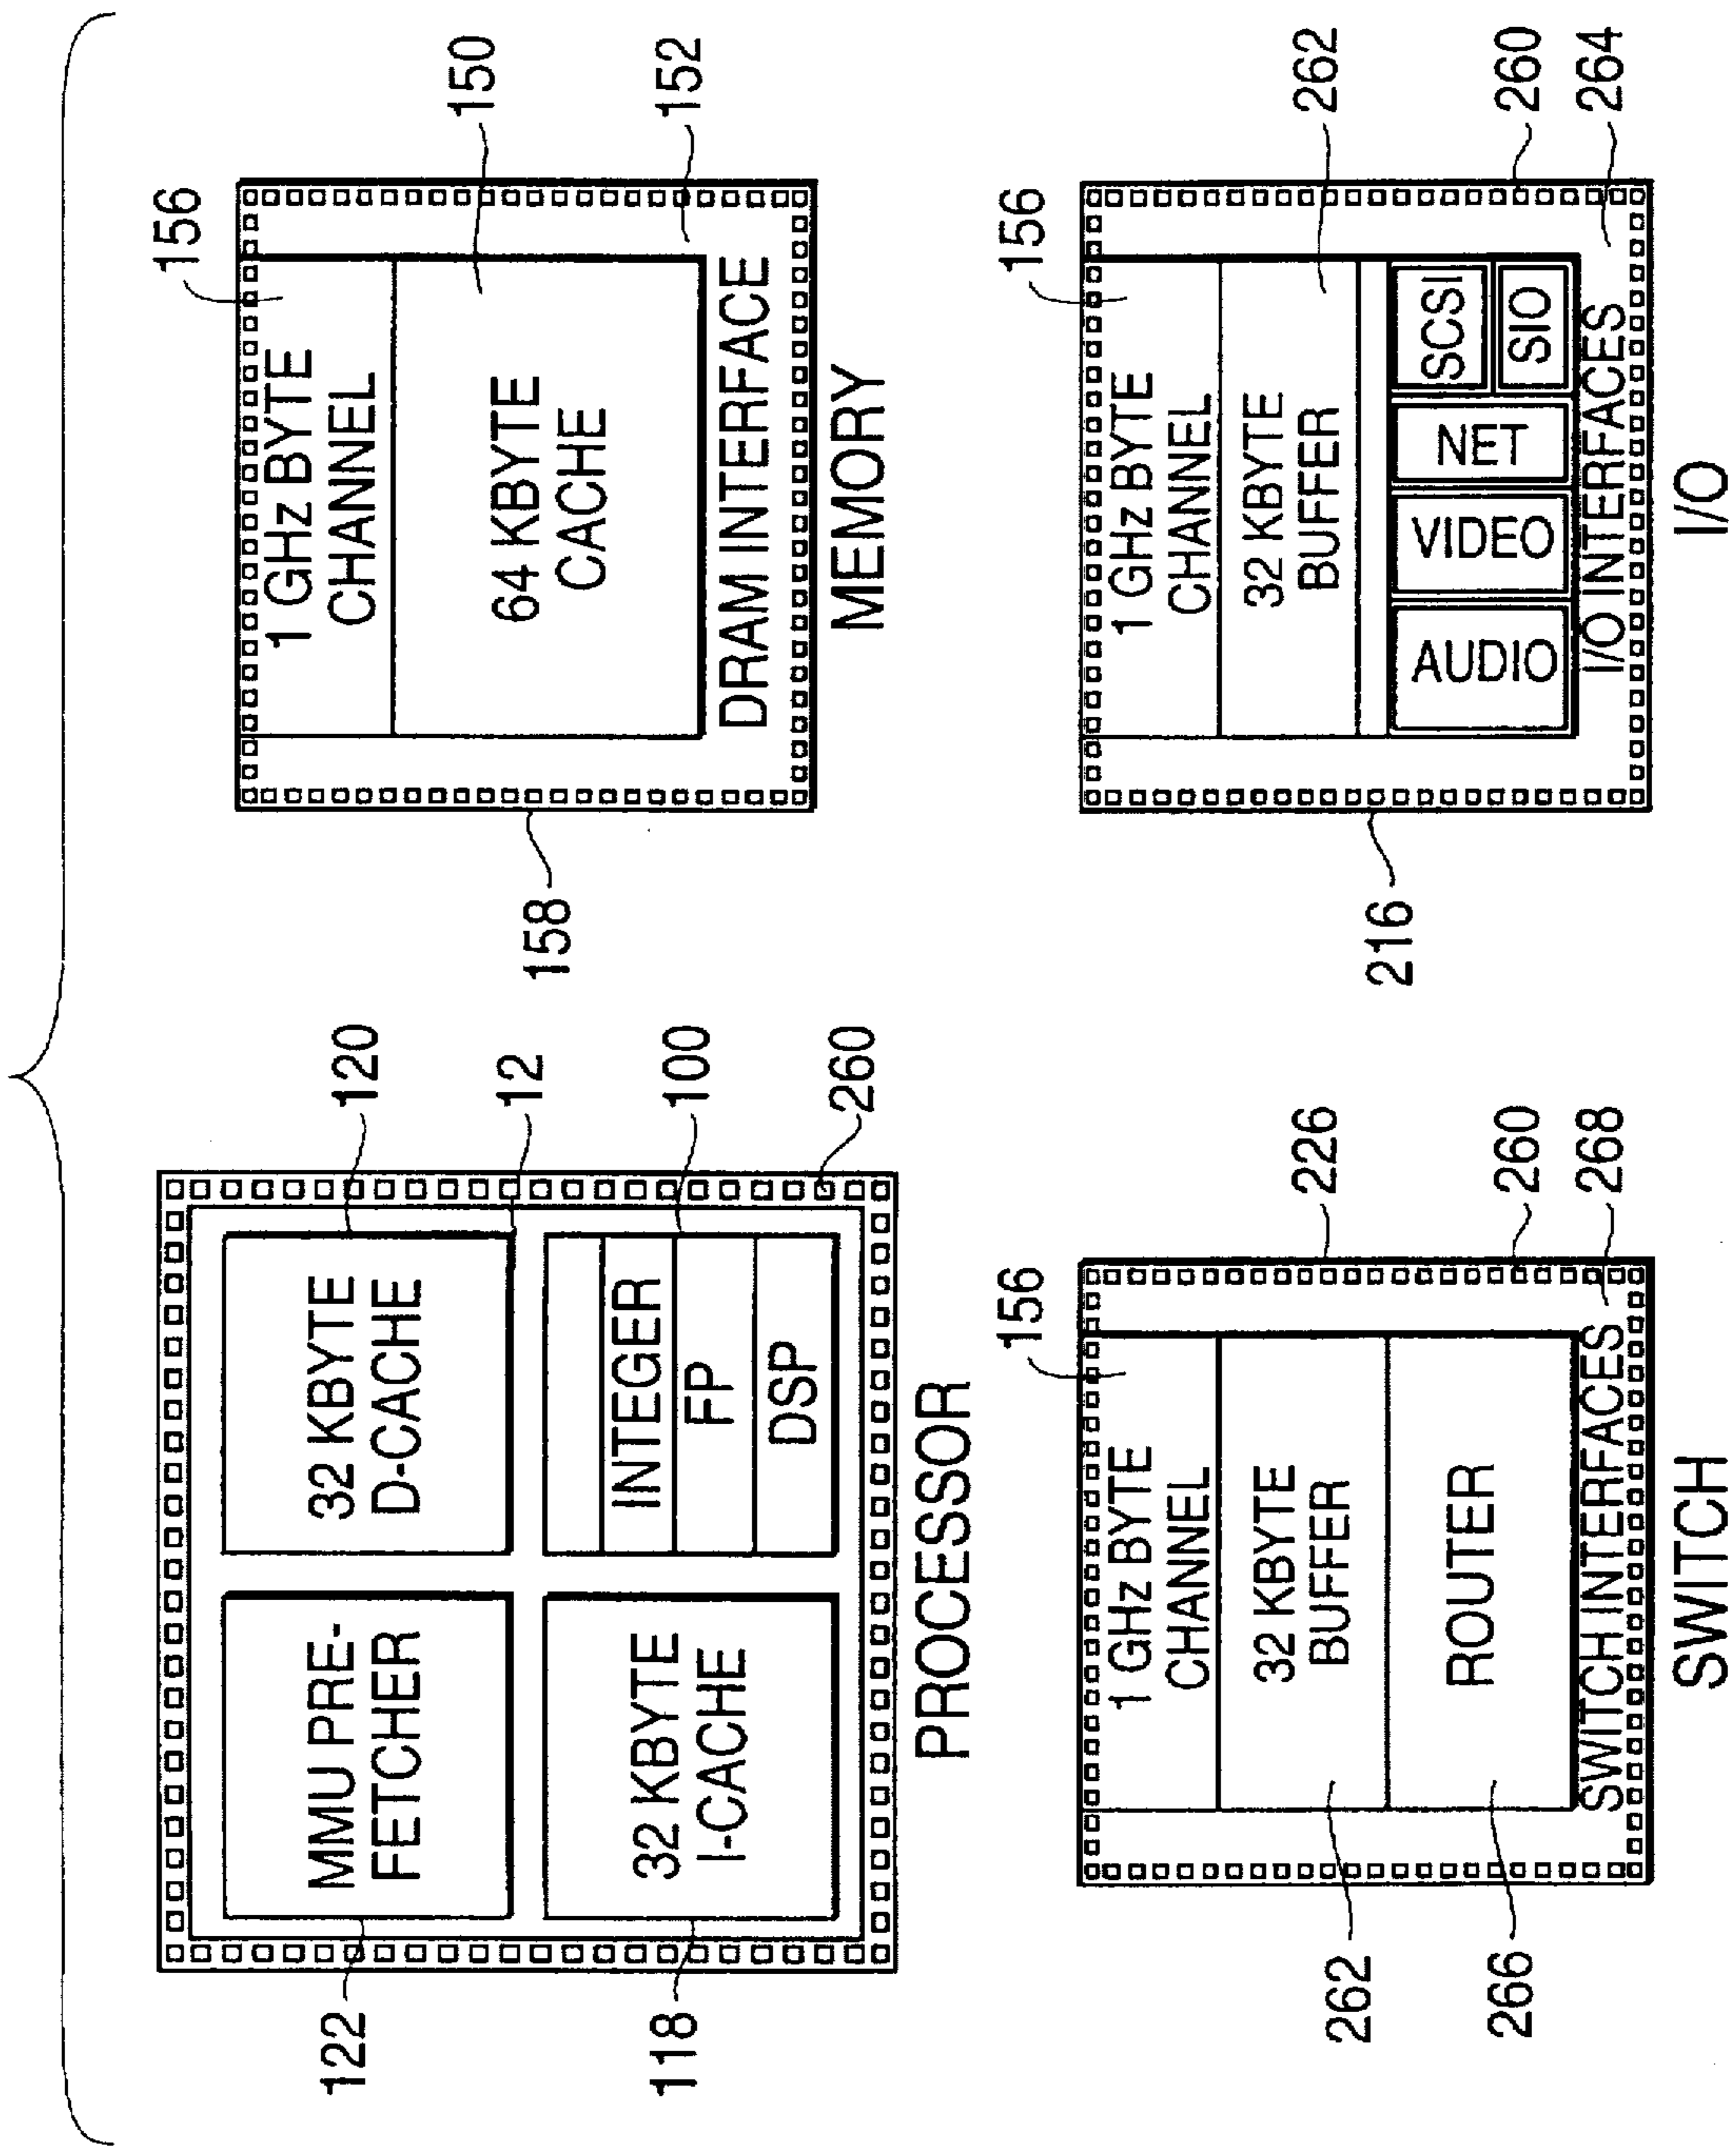 122
MMU PRE-
FETCHER
32 KBYTE
D-CACHE
120
12
118
32 KBYTE
I-CACHE
INTEGER
FP
DSP
100
260
PROCESSOR
158
156
1 GHz BYTE
CHANNEL
150
64 KBYTE
CACHE
152
DRAM INTERFACE
MEMORY
156
1 GHz BYTE
CHANNEL
226
262
32 KBYTE
BUFFER
266
ROUTER
260
268
SWITCH INTERFACES
SWITCH
216
156
1 GHz BYTE
CHANNEL
262
32 KBYTE
BUFFER
AUDIO
VIDEO
NET
SCSI
SIO
260
264
I/O INTERFACES
I/O